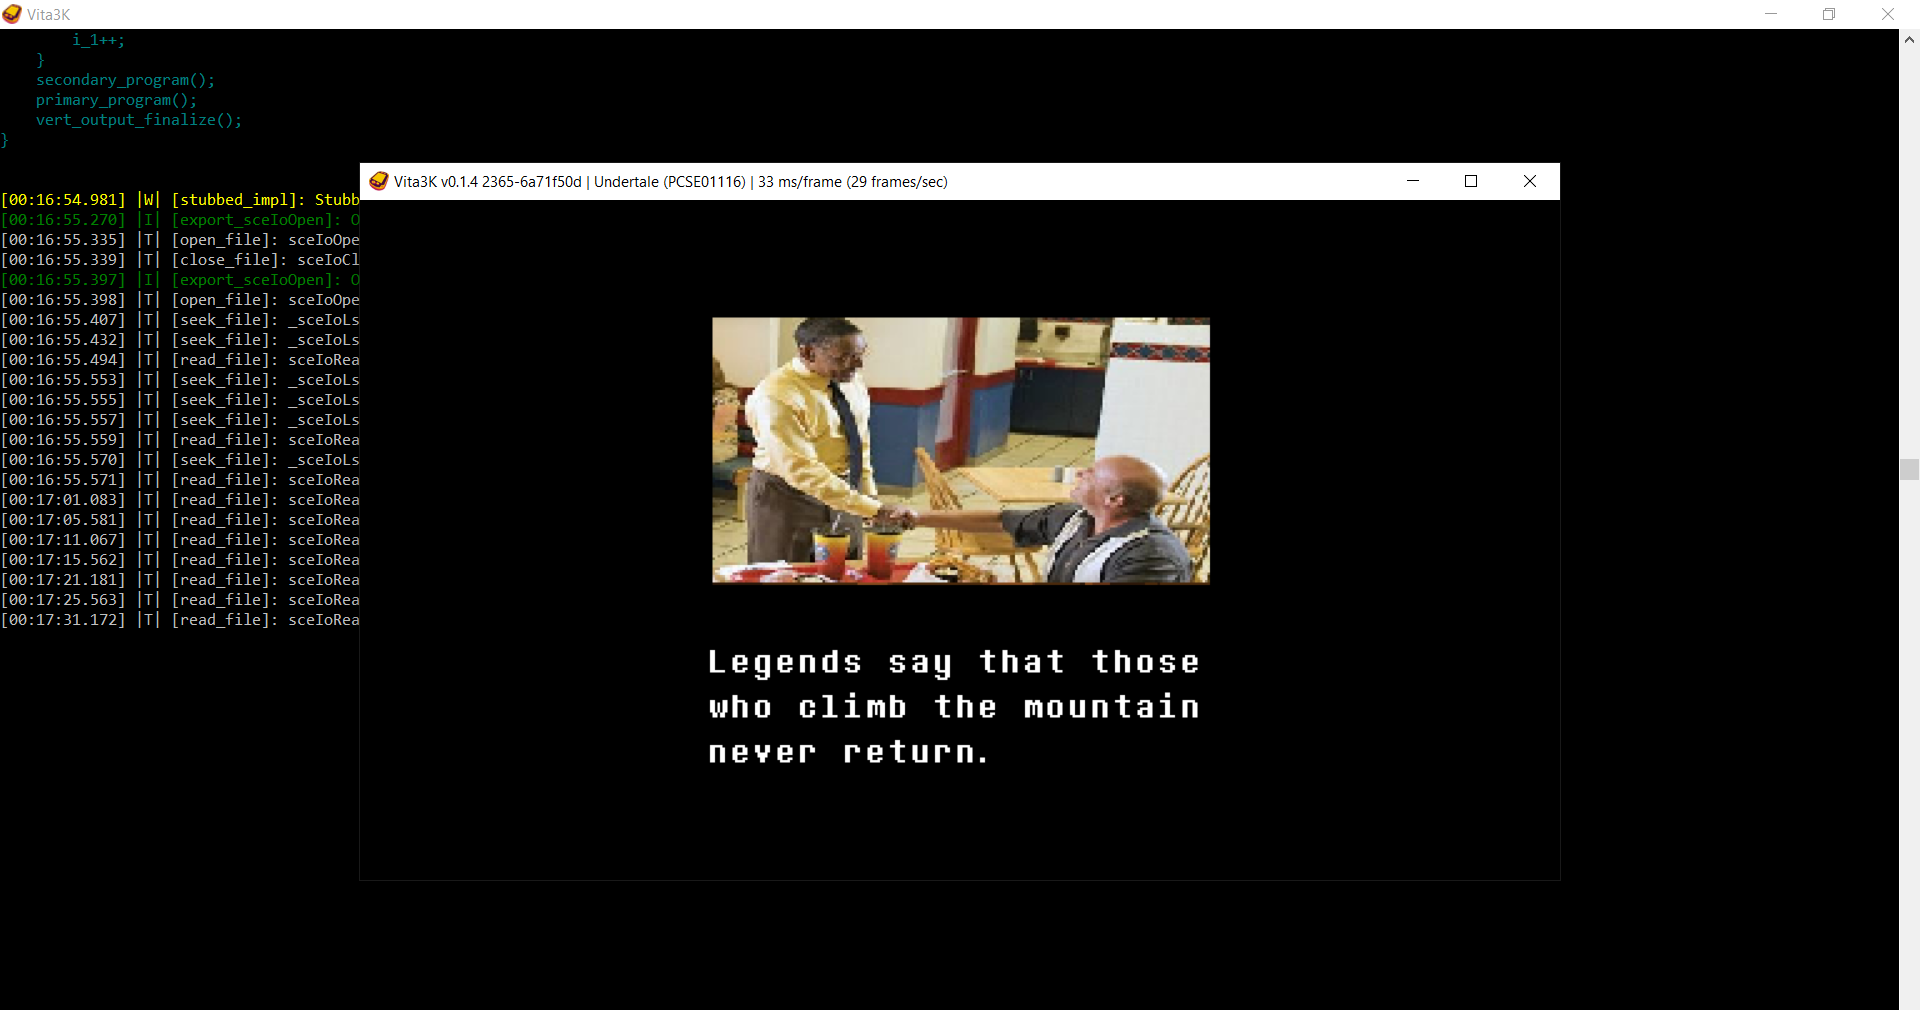 Vita3K
i_1++;
}
secondary_program();
primary_program();
vert_output_finalize();
}
Vita3K v0.1.4 2365-6a71f50d | Undertale (PCSE01116) | 33 ms/frame (29 frames/sec)
[00:16:54.981] |W| [stubbed_impl]: Stubb
[00:16:55.270] |I| [export_sceIoOpen]: O
[00:16:55.335] |T| [open_file]: sceIoOpe
[00:16:55.339] |T| [close_file]: sceIoCl
[00:16:55.397] |I| [export_sceIoOpen]: O
[00:16:55.398] |T| [open_file]: sceIoOpe
[00:16:55.407] |T| [seek_file]: _sceIoLs
[00:16:55.432] |T| [seek_file]: _sceIoLs
[00:16:55.494] |T| [read_file]: sceIoRea
[00:16:55.553] |T| [seek_file]: _sceIoLs
[00:16:55.555] |T| [seek_file]: _sceIoLs
[00:16:55.557] |T| [seek_file]: _sceIoLs
[00:16:55.559] |T| [read_file]: sceIoRea
[00:16:55.570] |T| [seek_file]: _sceIoLs
[00:16:55.571] |T| [read_file]: sceIoRea
[00:17:01.083] |T| [read_file]: sceIoRea
[00:17:05.581] |T| [read_file]: sceIoRea
[00:17:11.067] |T| [read_file]: sceIoRea
[00:17:15.562] |T| [read_file]: sceIoRea
[00:17:21.181] |T| [read_file]: sceIoRea
[00:17:25.563] |T| [read_file]: sceIoRea
[00:17:31.172] |T| [read_file]: sceIoRea
Legends say that those
who climb the mountain
never return.